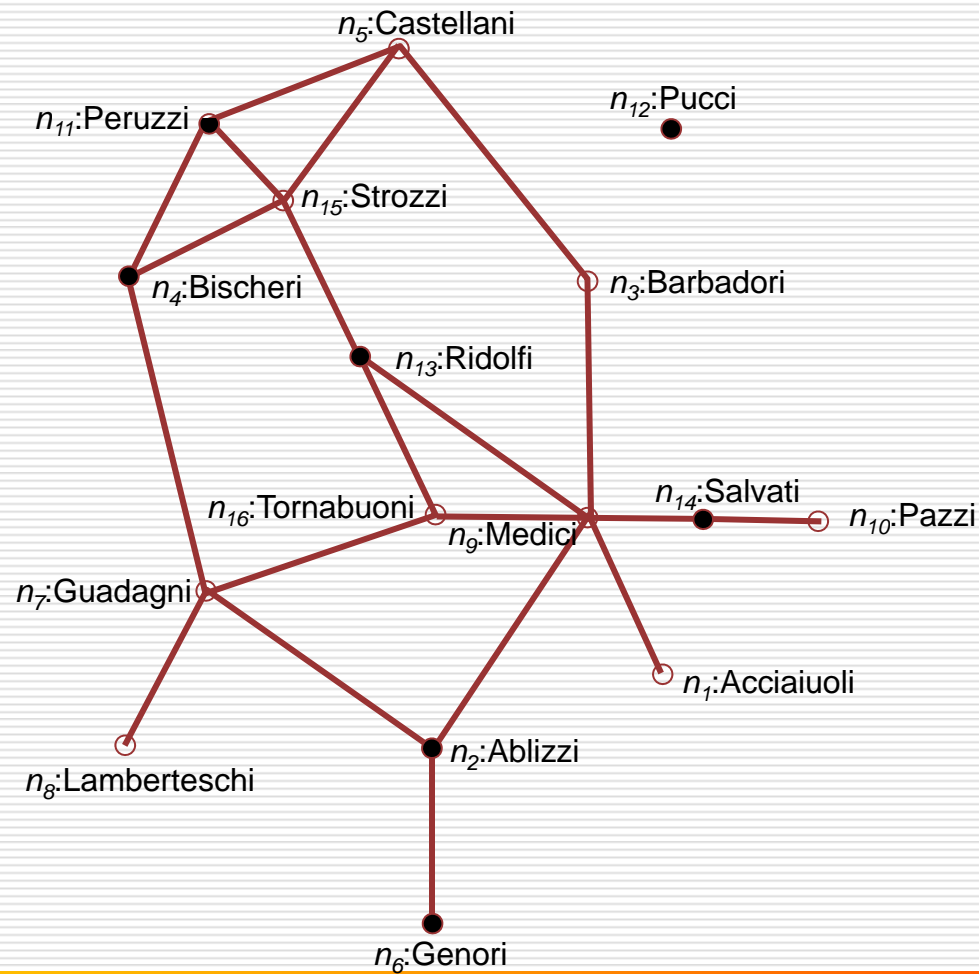 n5:Castellani
n12:Pucci
n11:Peruzzi
n15:Strozzi
n3:Barbadori
n4:Bischeri
n13:Ridolfi
n14:Salvati
n16:Tornabuoni
n10:Pazzi
n9:Medici
n7:Guadagni
n1:Acciaiuoli
n2:Ablizzi
n8:Lamberteschi
n6:Genori